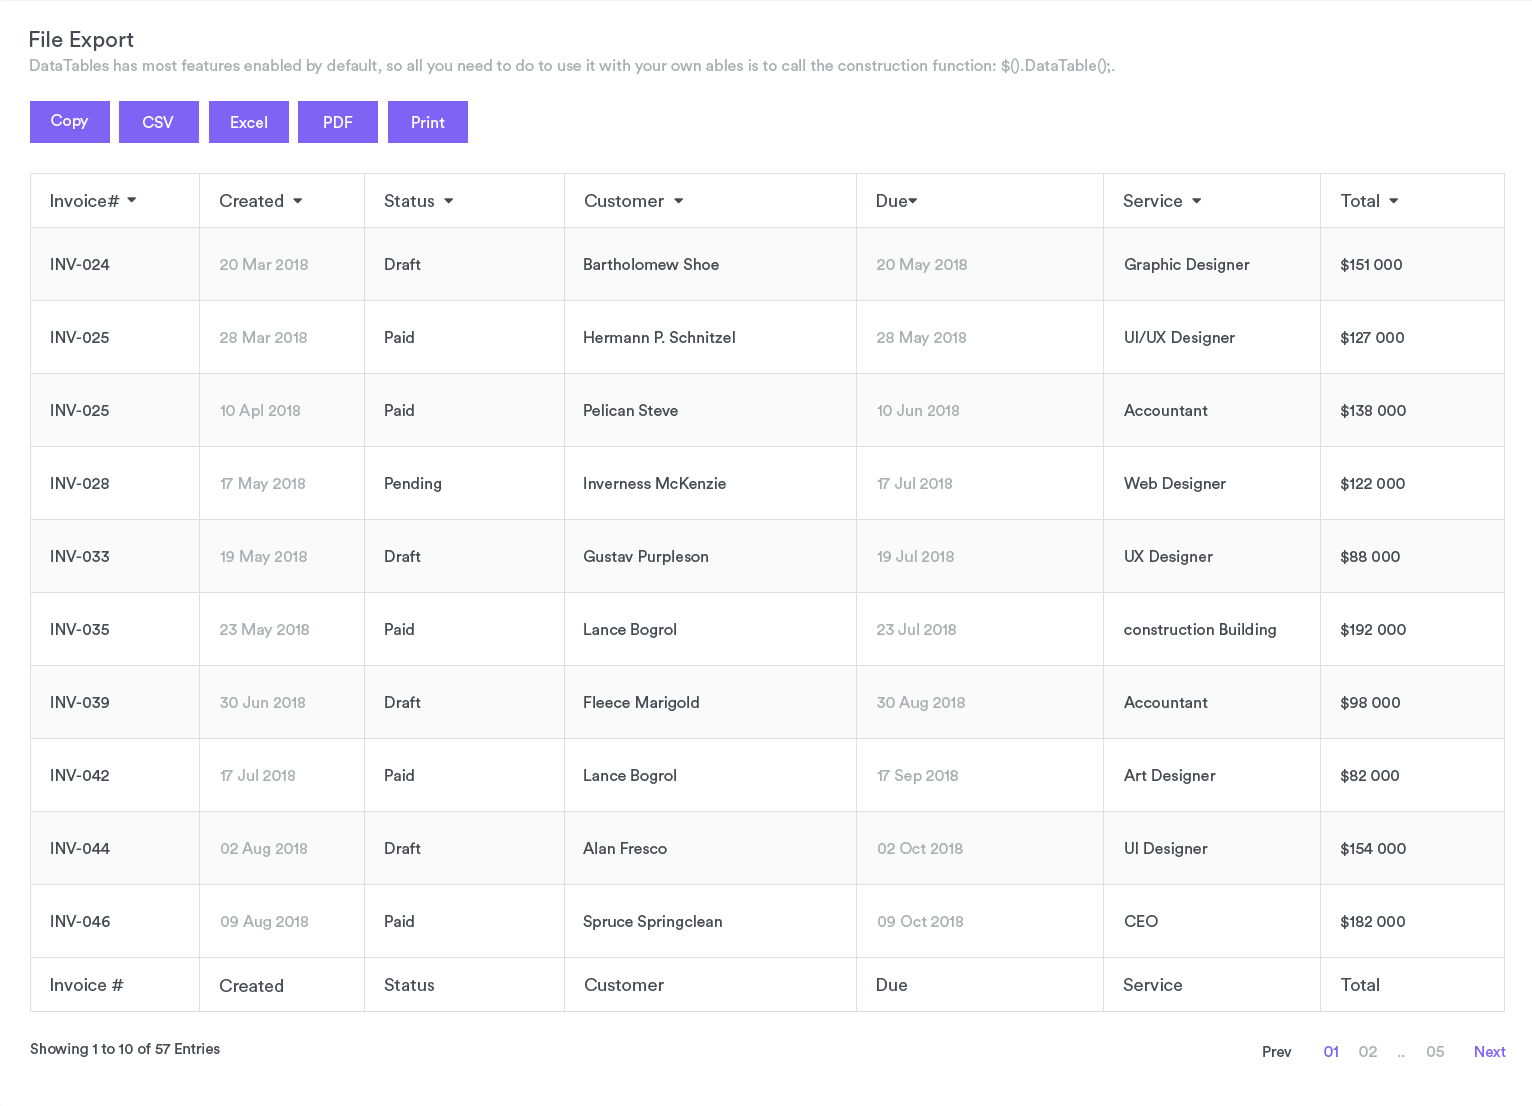 File Export
DataTables has most features enabled by default, so all you need to do to use it with your own ables is to call the construction function: $().DataTable();.
Copy CSV Excel PDF Print
Invoice# Created Status Customer Due Service Total
INV-024 20 Mar 2018 Draft Bartholomew Shoe 20 May 2018 Graphic Designer $151 000
INV-025 28 Mar 2018 Paid Hermann P. Schnitzel 28 May 2018 UI/UX Designer $127 000
INV-025 10 Apl 2018 Paid Pelican Steve 10 Jun 2018 Accountant $138 000
INV-028 17 May 2018 Pending Inverness McKenzie 17 Jul 2018 Web Designer $122 000
INV-033 19 May 2018 Draft Gustav Purpleson 19 Jul 2018 UX Designer $88 000
INV-035 23 May 2018 Paid Lance Bogrol 23 Jul 2018 construction Building $192 000
INV-039 30 Jun 2018 Draft Fleece Marigold 30 Aug 2018 Accountant $98 000
INV-042 17 Jul 2018 Paid Lance Bogrol 17 Sep 2018 Art Designer $82 000
INV-044 02 Aug 2018 Draft Alan Fresco 02 Oct 2018 UI Designer $154 000
INV-046 09 Aug 2018 Paid Spruce Springclean 09 Oct 2018 CEO $182 000
Invoice # Created Status Customer Due Service Total
Showing 1 to 10 of 57 Entries Prev 01 02 .. 05 Next